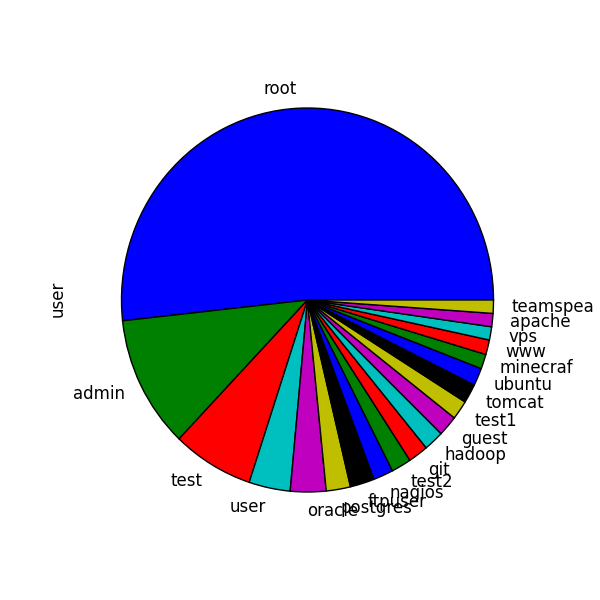 root
user
admin
test
user
oracle
postgres
ftpuser
nagios
test2
git
hadoop
guest
test1
tomcat
ubuntu
minecraf
www
vps
apache
teamspea